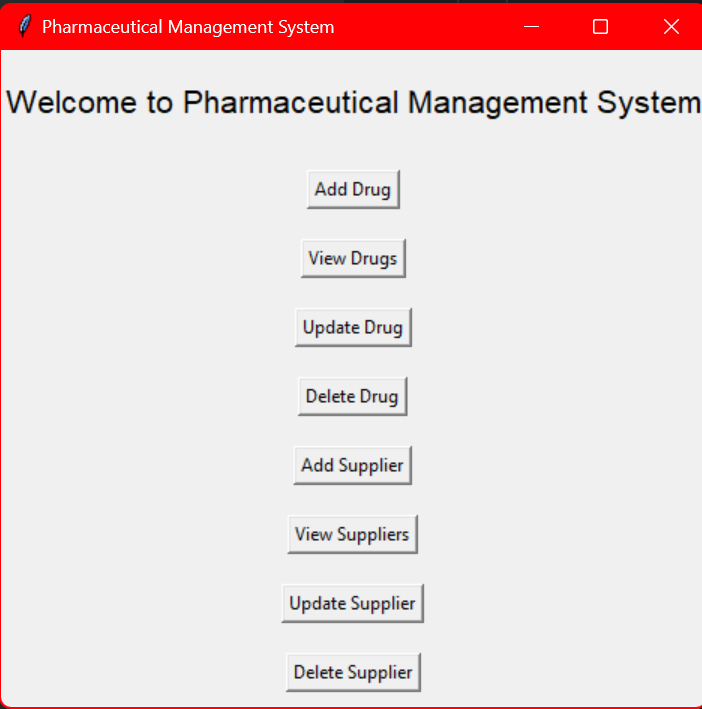 Pharmaceutical Management System
Welcome to Pharmaceutical Management System
Add Drug
View Drugs
Update Drug
Delete Drug
Add Supplier
View Suppliers
Update Supplier
Delete Supplier